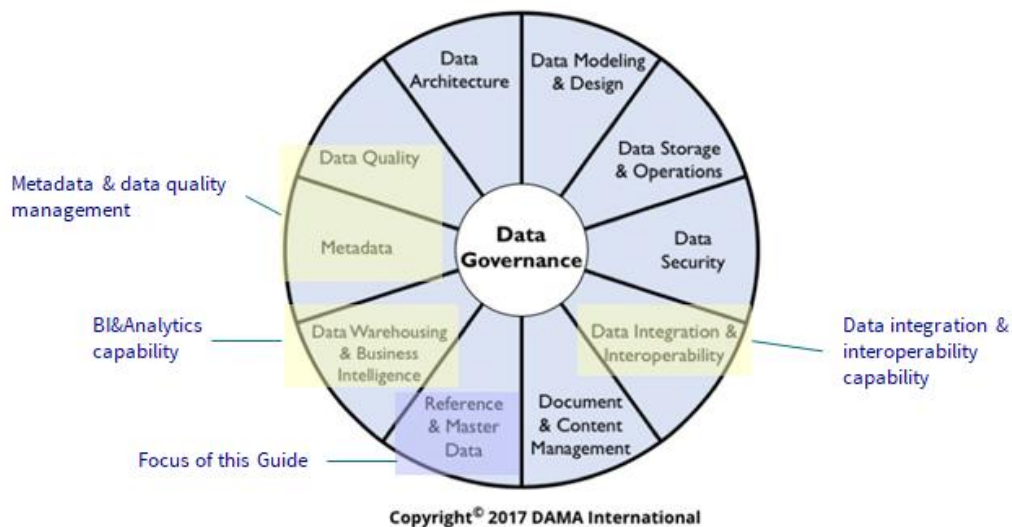 Data
Architecture
Data Modeling
& Design
Data Quality
Data Storage
& Operations
Metadata & data quality
management
Metadata
Data
Governance
Data
Security
BI&Analytics
capability
Data Warehousing
& Business
Intelligence
Data Integration &
Interoperability
Data integration &
interoperability
capability
Reference
& Master
Data
Document
& Content
Management
Focus of this Guide
Copyright© 2017 DAMA International